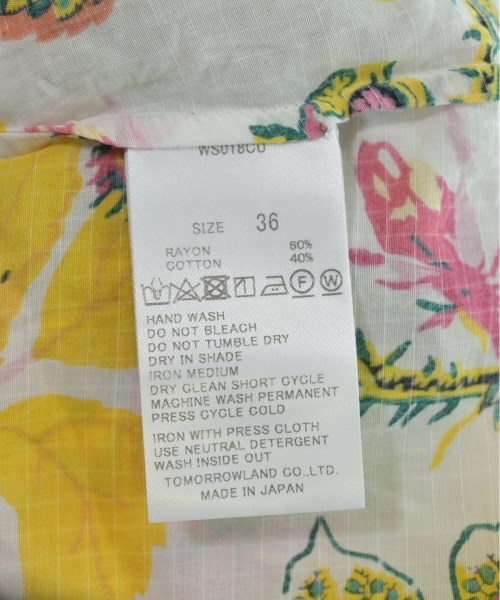 WS018CU
SIZE 36
RAYON 60%
COTTON 40%
F W
HAND WASH
DO NOT BLEACH
DO NOT TUMBLE DRY
DRY IN SHADE
IRON MEDIUM
DRY CLEAN SHORT CYCLE
MACHINE WASH PERMANENT
PRESS CYCLE COLD
IRON WITH PRESS CLOTH
USE NEUTRAL DETERGENT
WASH INSIDE OUT
TOMORROWLAND CO.,LTD.
MADE IN JAPAN